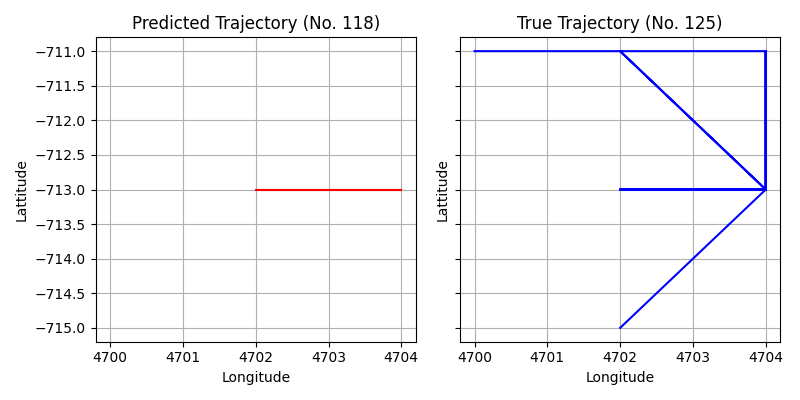 Predicted Trajectory (No. 118)
True Trajectory (No. 125)
Lattitude
−711.0
−711.5
−712.0
−712.5
−713.0
−713.5
−714.0
−714.5
−715.0
4700 4701 4702 4703 4704
Longitude
Lattitude
4700 4701 4702 4703 4704
Longitude